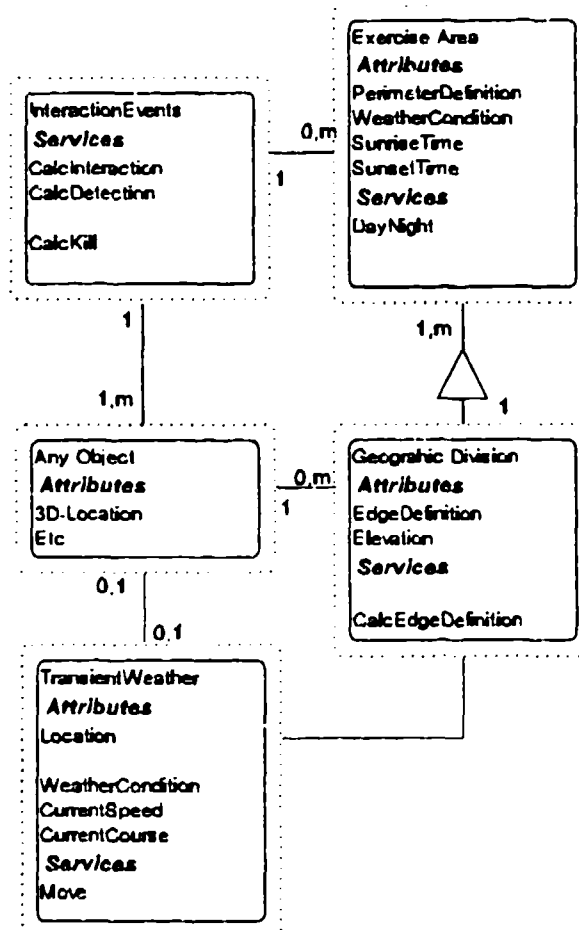 InteractionEvents
Services
CalcInteraction
CalcDetection
CalcKill
0,m
1
Exercise Area
Attributes
PerimeterDefinition
WeatherCondition
SunriseTime
SunsetTime
Services
DayNight
1
1,m
1,m
1
Any Object
Attributes
3D-Location
Etc
0,m
1
Geograhic Division
Attributes
EdgeDefinition
Elevation
Services
CalcEdgeDefinition
0,1
0,1
TransientWeather
Attributes
Location
WeatherCondition
CurrentSpeed
CurrentCourse
Services
Move